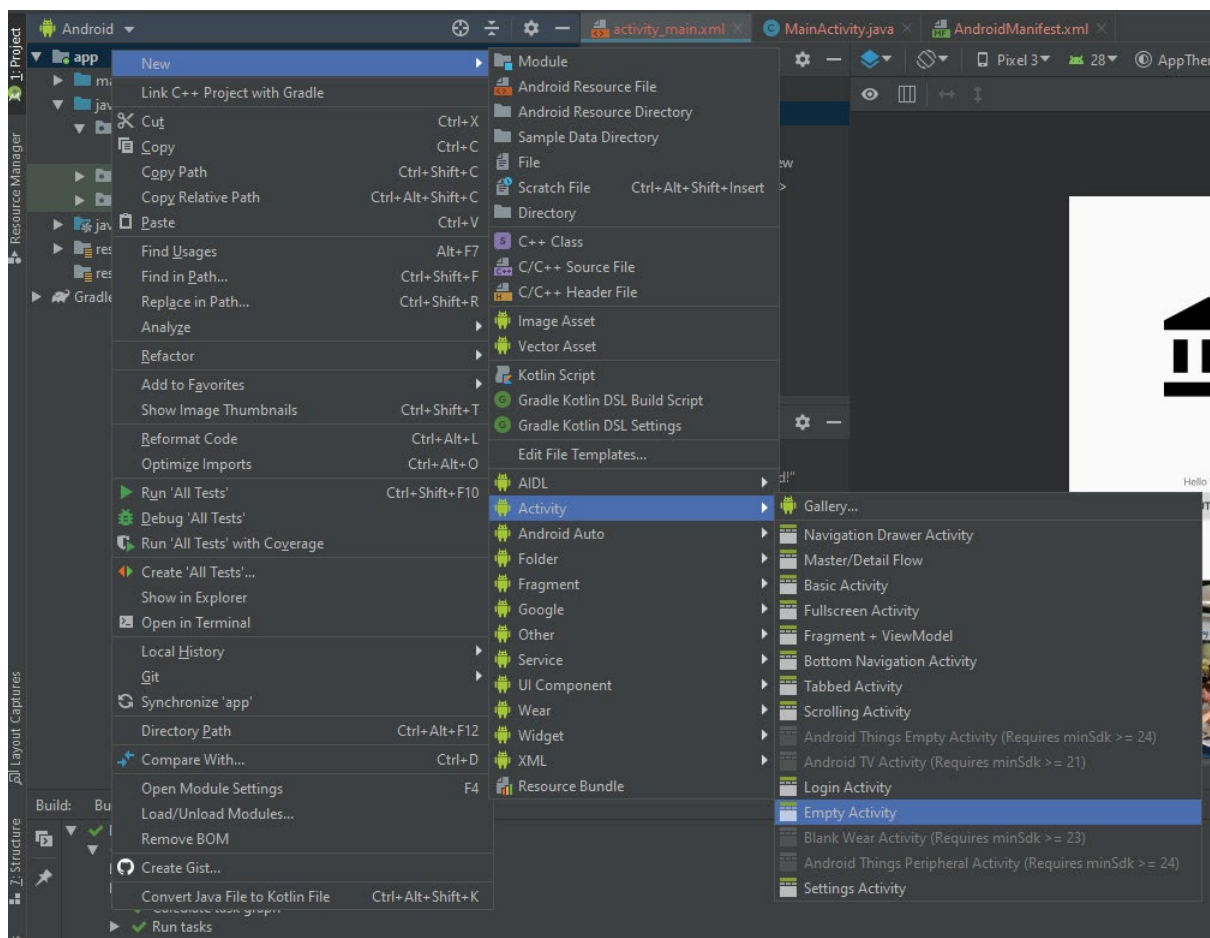 Android
activity_main.xml
MainActivity.java
AndroidManifest.xml
1: Project
Resource Manager
Layout Captures
Z: Structure
app
jav
jav
res
res
Gradle
Pixel 3
28
AppThe
New
Link C++ Project with Gradle
Cut Ctrl+X
Copy Ctrl+C
Copy Path Ctrl+Shift+C
Copy Relative Path Ctrl+Alt+Shift+C
Paste Ctrl+V
Find Usages Alt+F7
Find in Path... Ctrl+Shift+F
Replace in Path... Ctrl+Shift+R
Analyze
Refactor
Add to Favorites
Show Image Thumbnails Ctrl+Shift+T
Reformat Code Ctrl+Alt+L
Optimize Imports Ctrl+Alt+O
Run 'All Tests' Ctrl+Shift+F10
Debug 'All Tests'
Run 'All Tests' with Coverage
Create 'All Tests'...
Show in Explorer
Open in Terminal
Local History
Git
Synchronize 'app'
Directory Path Ctrl+Alt+F12
Compare With... Ctrl+D
Open Module Settings F4
Load/Unload Modules...
Remove BOM
Create Gist...
Convert Java File to Kotlin File Ctrl+Alt+Shift+K
Module
Android Resource File
Android Resource Directory
Sample Data Directory
File
Scratch File Ctrl+Alt+Shift+Insert
Directory
C++ Class
C/C++ Source File
C/C++ Header File
Image Asset
Vector Asset
Kotlin Script
Gradle Kotlin DSL Build Script
Gradle Kotlin DSL Settings
Edit File Templates...
AIDL
Activity
Android Auto
Folder
Fragment
Google
Other
Service
UI Component
Wear
Widget
XML
Resource Bundle
Gallery...
Navigation Drawer Activity
Master/Detail Flow
Basic Activity
Fullscreen Activity
Fragment + ViewModel
Bottom Navigation Activity
Tabbed Activity
Scrolling Activity
Android Things Empty Activity (Requires minSdk >= 24)
Android TV Activity (Requires minSdk >= 21)
Login Activity
Empty Activity
Blank Wear Activity (Requires minSdk >= 23)
Android Things Peripheral Activity (Requires minSdk >= 24)
Settings Activity
ew
>
d!"
Hello
Build: Bu
Calculate task graph
Run tasks